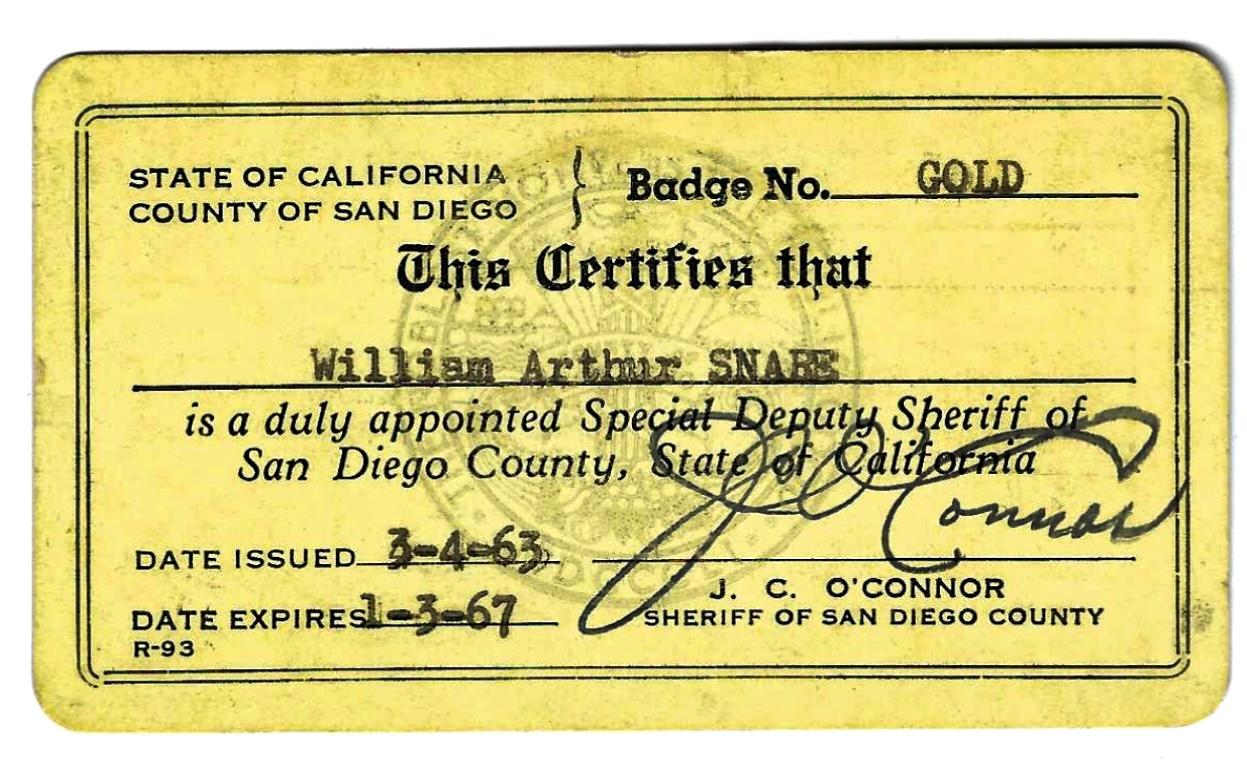 STATE OF CALIFORNIA
COUNTY OF SAN DIEGO
Badge No. GOLD
This Certifies that
William Arthur SNABE
is a duly appointed Special Deputy Sheriff of
San Diego County, State of California
J C O'Connor
DATE ISSUED 3-4-63
J. C. O'CONNOR
DATE EXPIRES 1-3-67
SHERIFF OF SAN DIEGO COUNTY
R-93